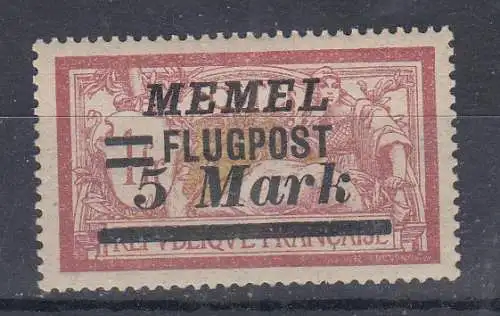 MEMEL
FLUGPOST
5 Mark
REPUBLIQUE FRANÇAISE